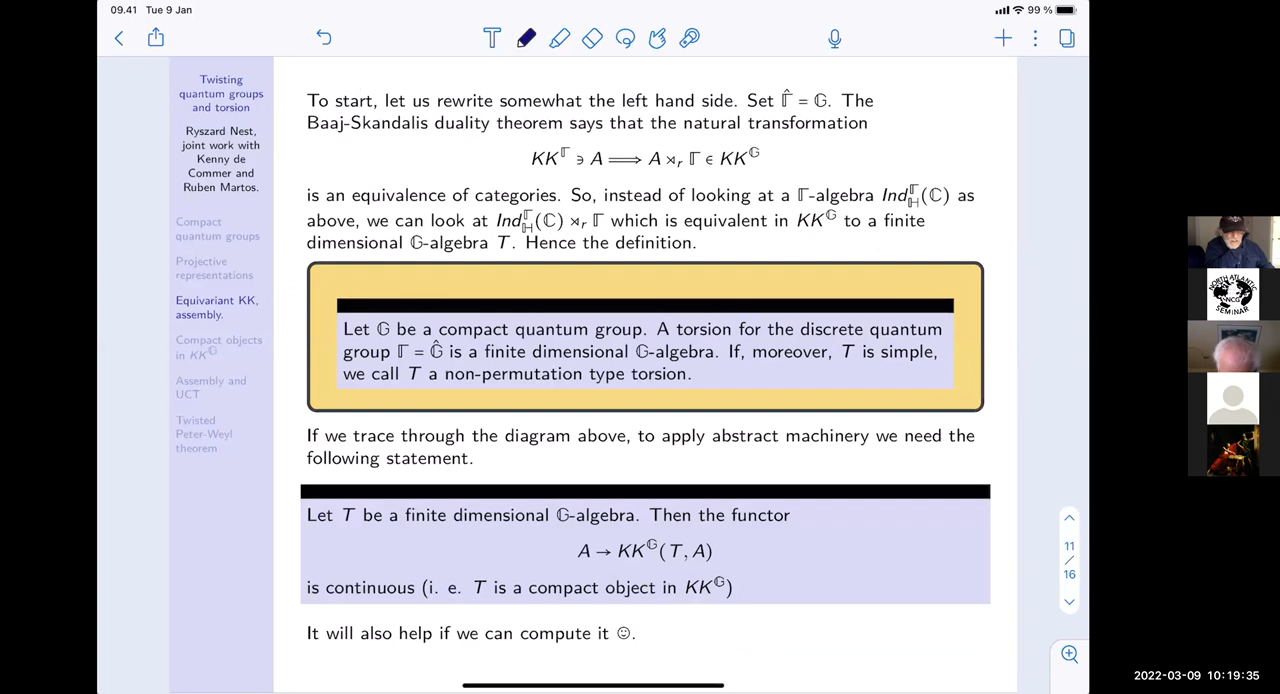 09.41 Tue 9 Jan
99 %
Twisting
quantum groups
and torsion
Ryszard Nest,
joint work with
Kenny de
Commer and
Ruben Martos.
Compact
quantum groups
Projective
representations
Equivariant KK,
assembly.
Compact objects
in KK^𝔾
Assembly and
UCT
Twisted
Peter-Weyl
theorem
To start, let us rewrite somewhat the left hand side. Set Γ̂ = 𝔾. The
Baaj-Skandalis duality theorem says that the natural transformation
KK^Γ ∋ A ⟹ A ⋊_r Γ ∈ KK^𝔾
is an equivalence of categories. So, instead of looking at a Γ-algebra Ind_ℍ^Γ(ℂ) as
above, we can look at Ind_ℍ^Γ(ℂ) ⋊_r Γ which is equivalent in KK^𝔾 to a finite
dimensional 𝔾-algebra T. Hence the definition.
Let 𝔾 be a compact quantum group. A torsion for the discrete quantum
group Γ = 𝔾̂ is a finite dimensional 𝔾-algebra. If, moreover, T is simple,
we call T a non-permutation type torsion.
If we trace through the diagram above, to apply abstract machinery we need the
following statement.
Let T be a finite dimensional 𝔾-algebra. Then the functor
A → KK^𝔾(T, A)
is continuous (i. e. T is a compact object in KK^𝔾)
It will also help if we can compute it ☺.
11
/
16
NORTH ATLANTIC
NCG
SEMINAR
2022-03-09 10:19:35